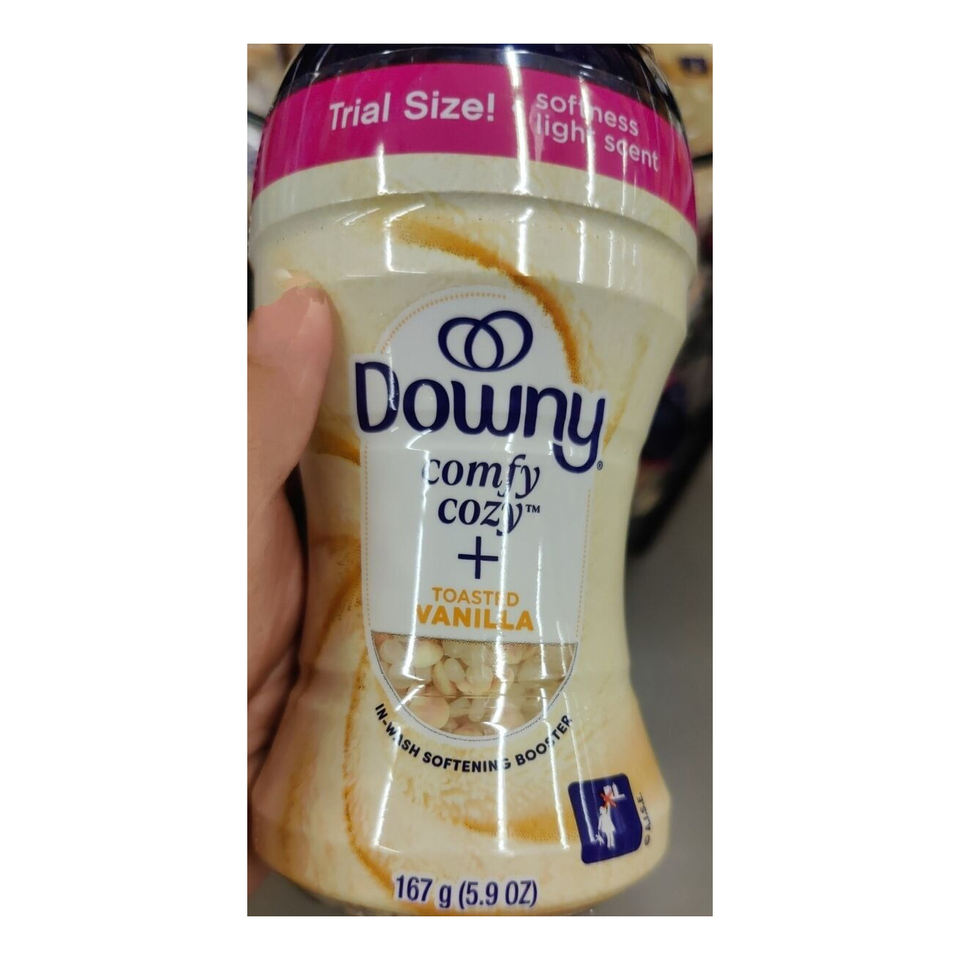 Trial Size!
softness
light scent
Downy®
comfy
cozy™
+
TOASTED
VANILLA
IN-WASH SOFTENING BOOSTER
© A.I.S.E.
167 g (5.9 OZ)